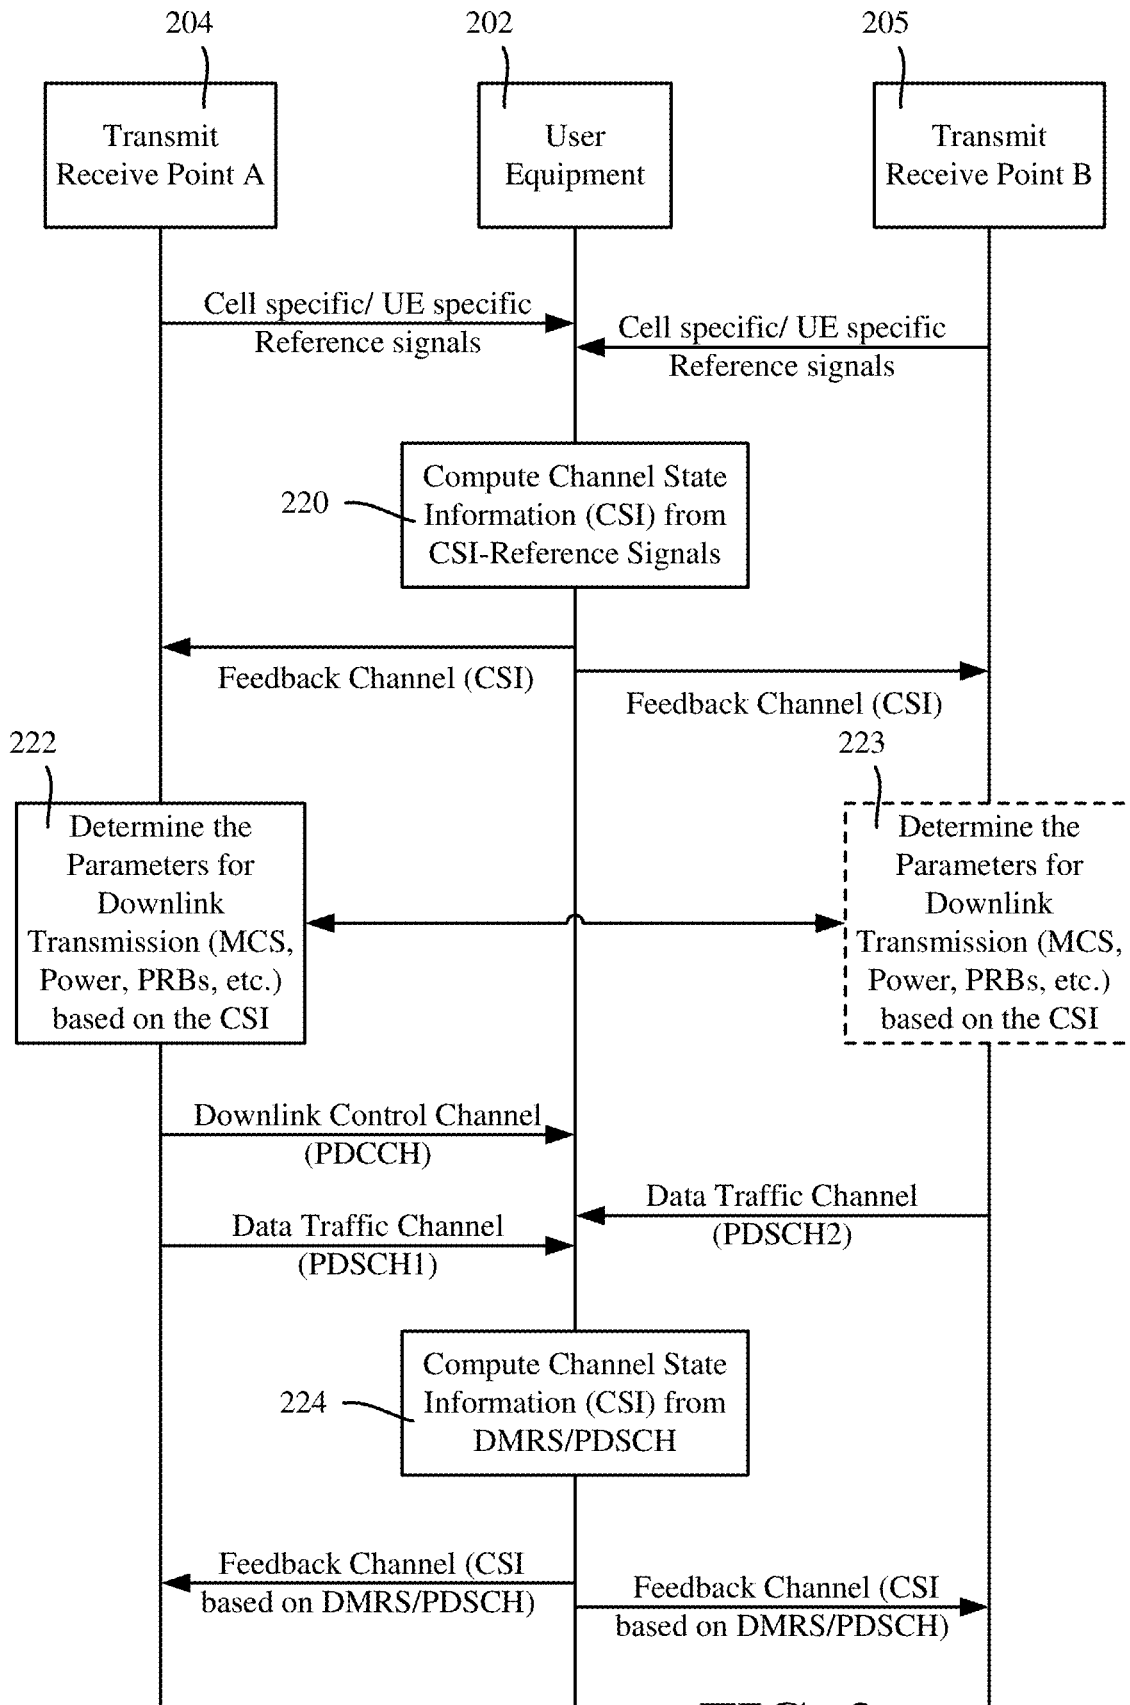 204
202
205
Transmit
Receive Point A
User
Equipment
Transmit
Receive Point B
Cell specific/ UE specific
Reference signals
Cell specific/ UE specific
Reference signals
220
Compute Channel State
Information (CSI) from
CSI-Reference Signals
Feedback Channel (CSI)
Feedback Channel (CSI)
222
223
Determine the
Parameters for
Downlink
Transmission (MCS,
Power, PRBs, etc.)
based on the CSI
Determine the
Parameters for
Downlink
Transmission (MCS,
Power, PRBs, etc.)
based on the CSI
Downlink Control Channel
(PDCCH)
Data Traffic Channel
(PDSCH2)
Data Traffic Channel
(PDSCH1)
224
Compute Channel State
Information (CSI) from
DMRS/PDSCH
Feedback Channel (CSI
based on DMRS/PDSCH)
Feedback Channel (CSI
based on DMRS/PDSCH)